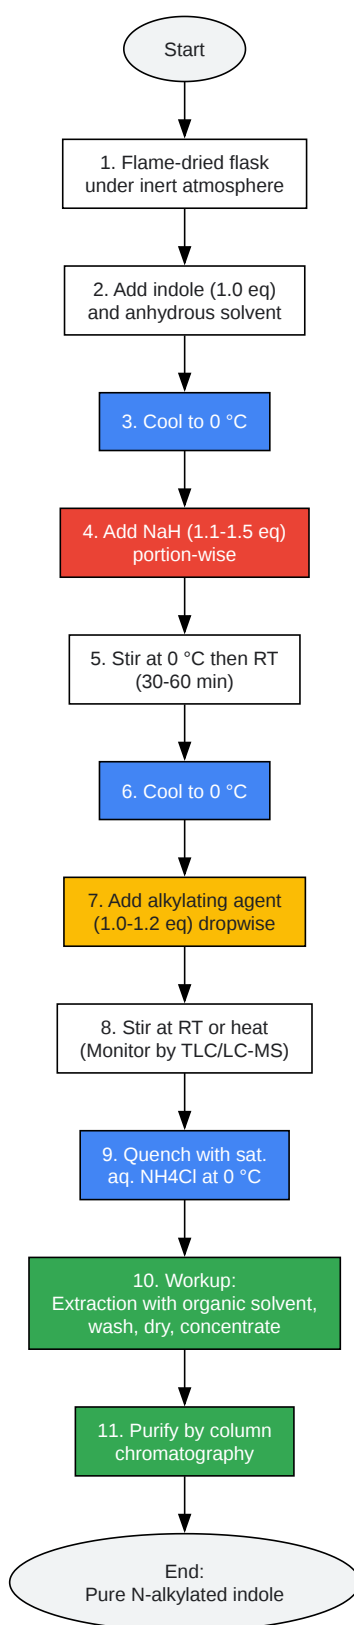 Start
1. Flame-dried flask
under inert atmosphere
2. Add indole (1.0 eq)
and anhydrous solvent
3. Cool to 0 °C
4. Add NaH (1.1-1.5 eq)
portion-wise
5. Stir at 0 °C then RT
(30-60 min)
6. Cool to 0 °C
7. Add alkylating agent
(1.0-1.2 eq) dropwise
8. Stir at RT or heat
(Monitor by TLC/LC-MS)
9. Quench with sat.
aq. NH4Cl at 0 °C
10. Workup:
Extraction with organic solvent,
wash, dry, concentrate
11. Purify by column
chromatography
End:
Pure N-alkylated indole